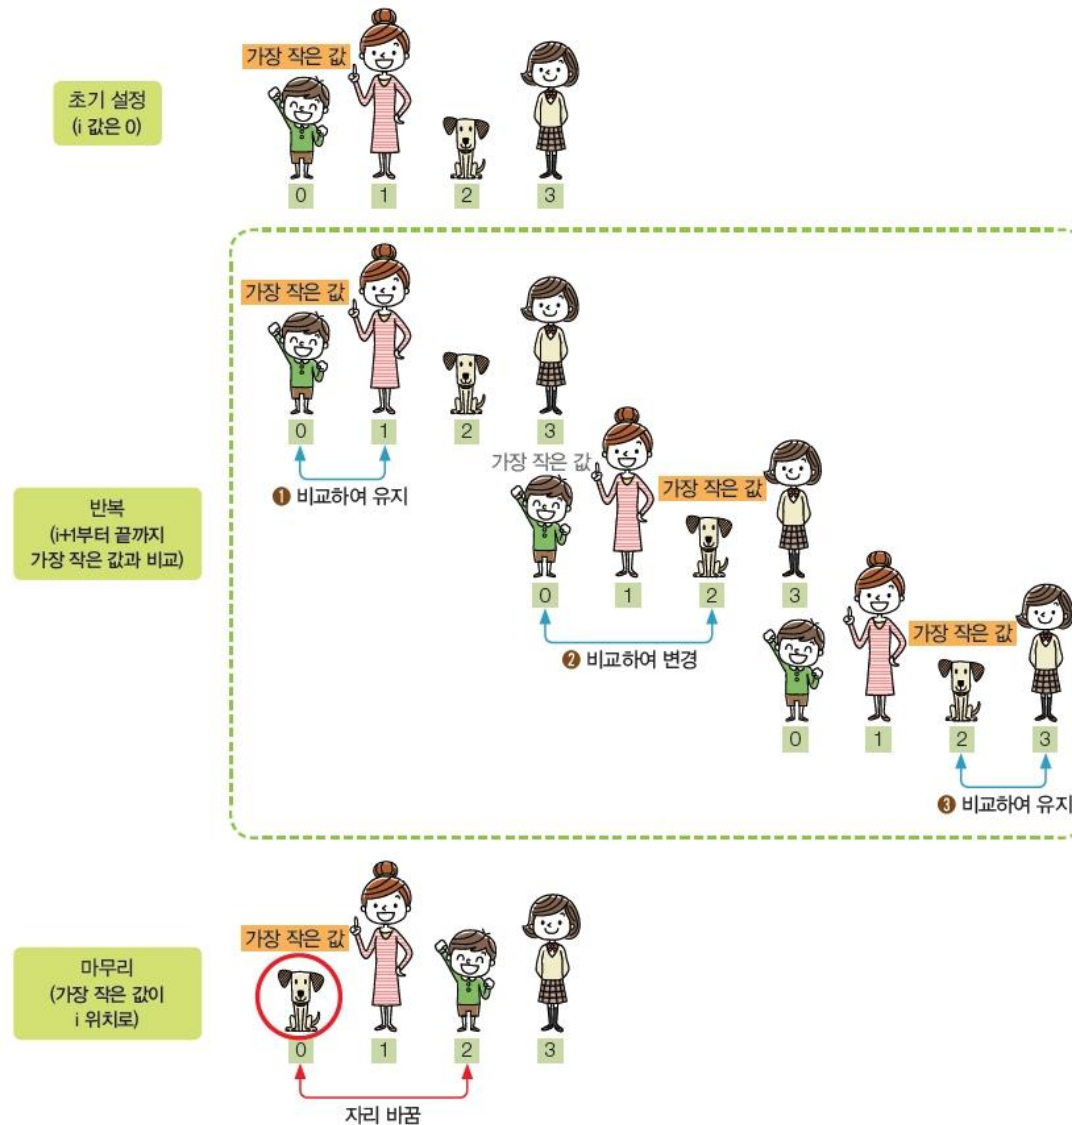 가장 작은 값
초기 설정
(i 값은 0)
0 1 2 3
가장 작은 값
0 1 2 3
❶ 비교하여 유지
반복
(i+1부터 끝까지
가장 작은 값과 비교)
가장 작은 값
가장 작은 값
0 1 2 3
❷ 비교하여 변경
가장 작은 값
0 1 2 3
❸ 비교하여 유지
가장 작은 값
마무리
(가장 작은 값이
i 위치로)
0 1 2 3
자리 바꿈